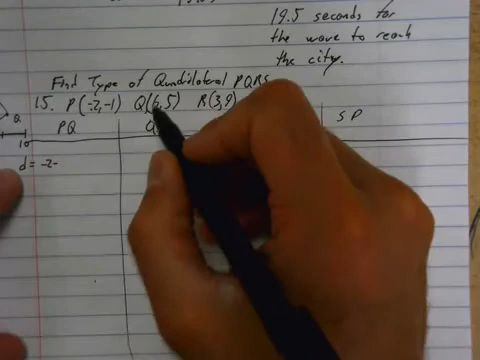 19.5 seconds for
the wave to reach
the city.
Find Type of Quadrilateral PQRS
15. P(-2,-1) Q(6,5) R(3,9)
Q
PQ Q SP
10
d = -2-